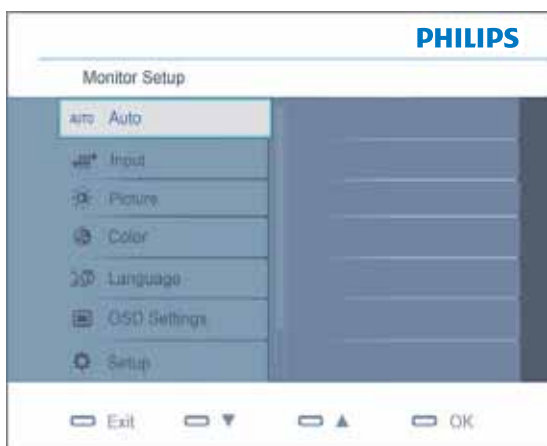 PHILIPS
Monitor Setup
AUTO Auto
Input
Picture
Color
Language
OSD Settings
Setup
Exit ▼ ▲ OK